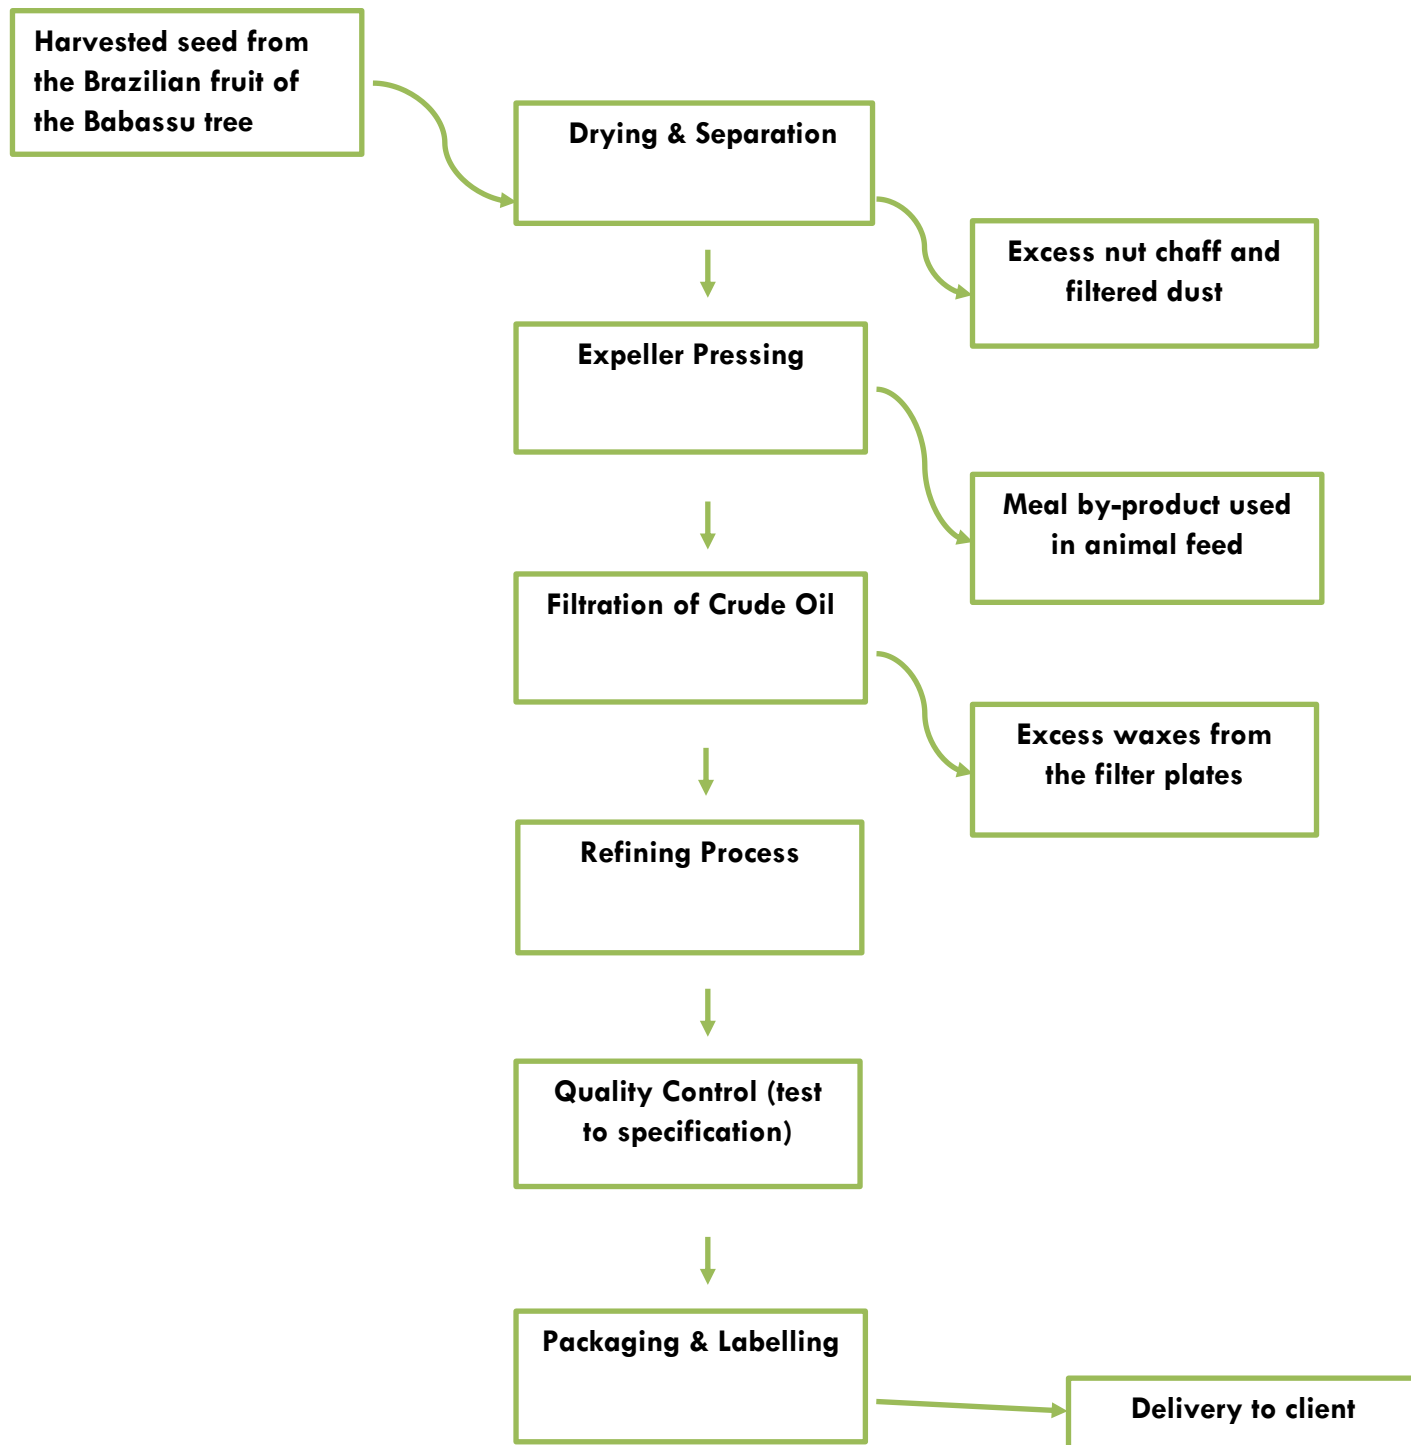 Harvested seed from
the Brazilian fruit of
the Babassu tree
Drying & Separation
Excess nut chaff and
filtered dust
Expeller Pressing
Meal by-product used
in animal feed
Filtration of Crude Oil
Excess waxes from
the filter plates
Refining Process
Quality Control (test
to specification)
Packaging & Labelling
Delivery to client